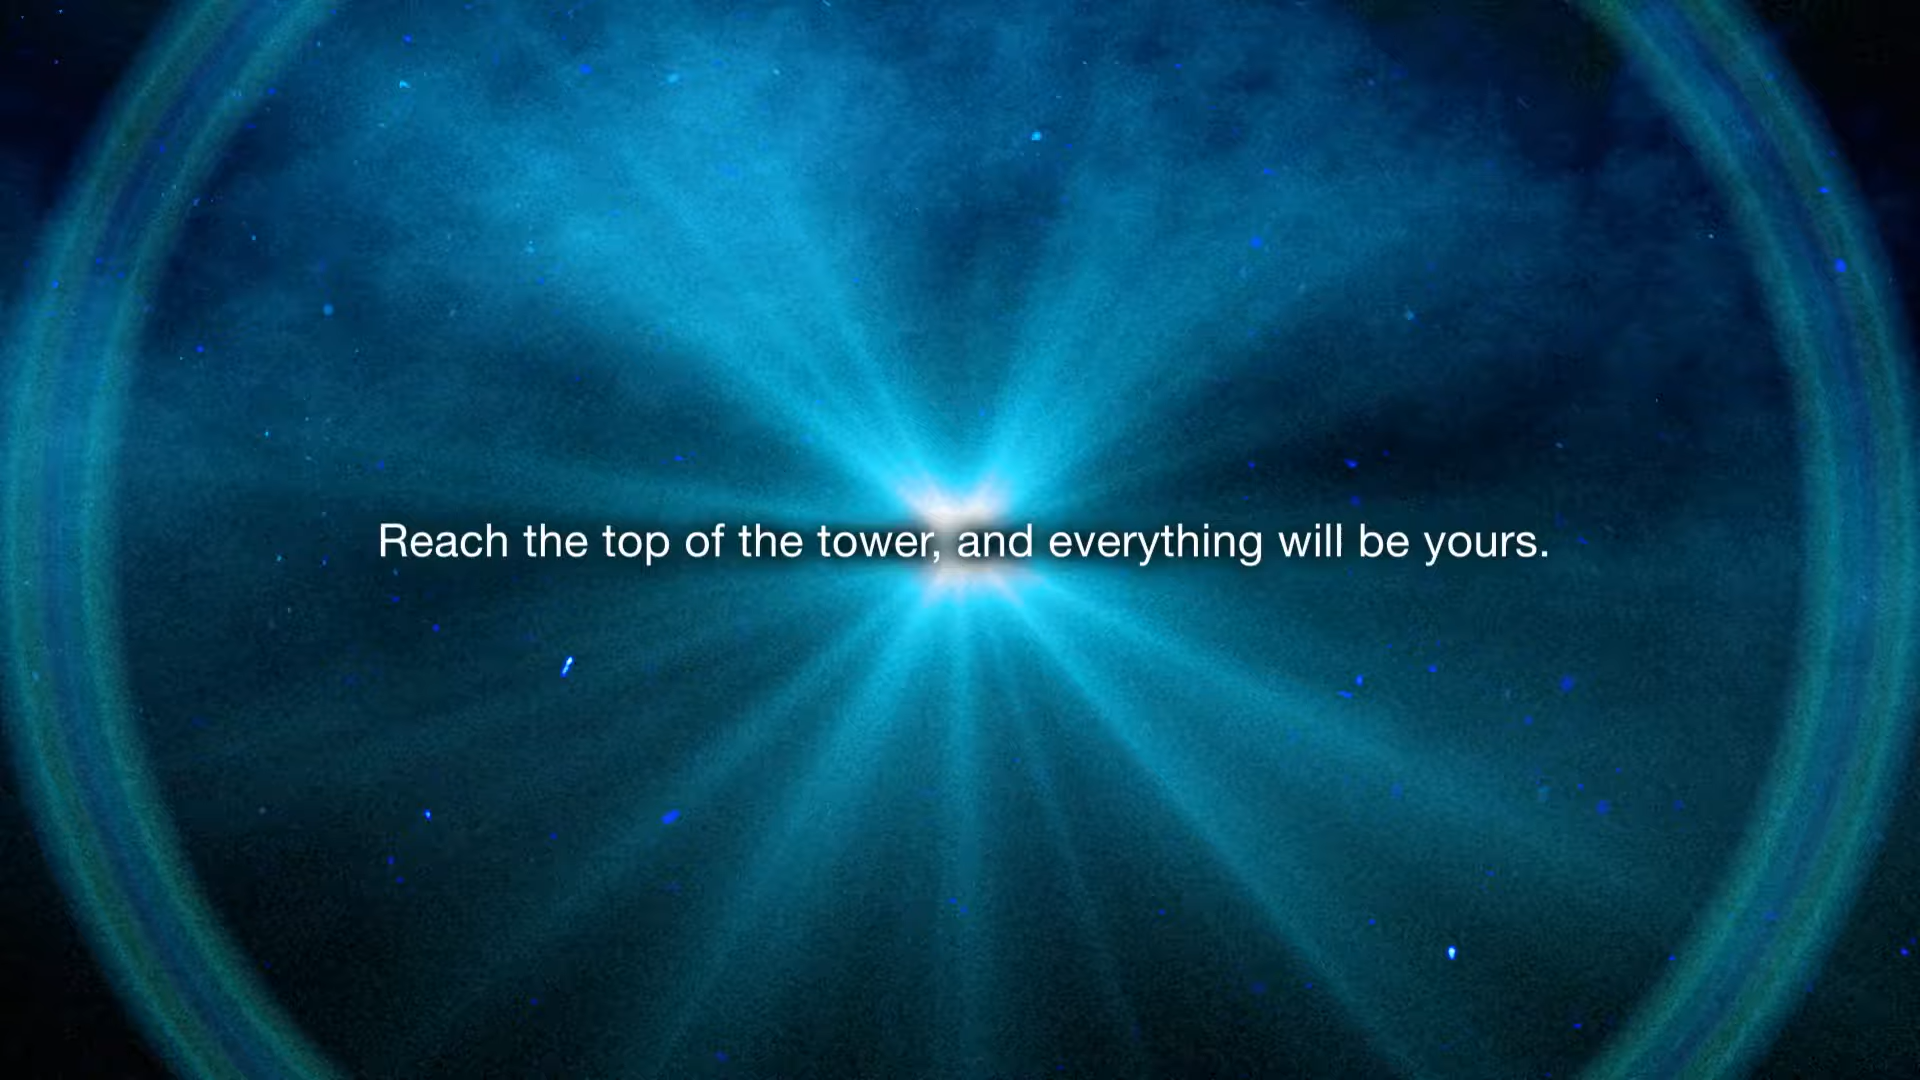 Reach the top of the tower, and everything will be yours.